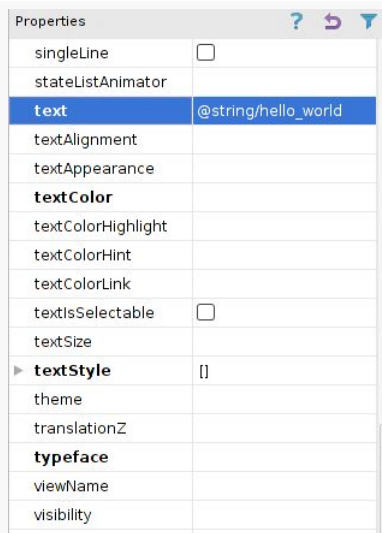 Properties ?
singleLine
stateListAnimator
text @string/hello_world
textAlignment
textAppearance
textColor
textColorHighlight
textColorHint
textColorLink
textIsSelectable
textSize
textStyle []
theme
translationZ
typeface
viewName
visibility